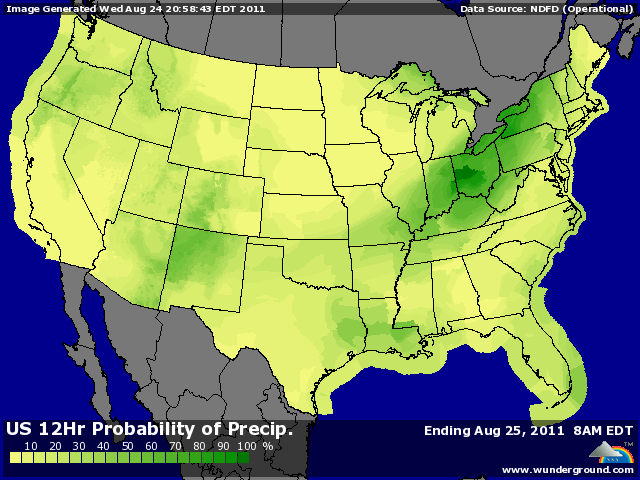 Image Generated Wed Aug 24 20:58:43 EDT 2011 Data Source: NDFD (Operational)
US 12Hr Probability of Precip.
Ending Aug 25, 2011 8AM EDT
10 20 30 40 50 60 70 80 90 100 %
TM
www.wunderground.com